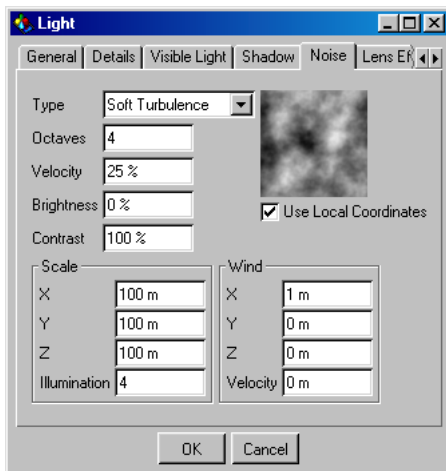 Light
General Details Visible Light Shadow Noise Lens Ef
Type Soft Turbulence
Octaves 4
Velocity 25 %
Brightness 0 %
Use Local Coordinates
Contrast 100 %
Scale Wind
X 100 m X 1 m
Y 100 m Y 0 m
Z 100 m Z 0 m
Illumination 4 Velocity 0 m
OK Cancel